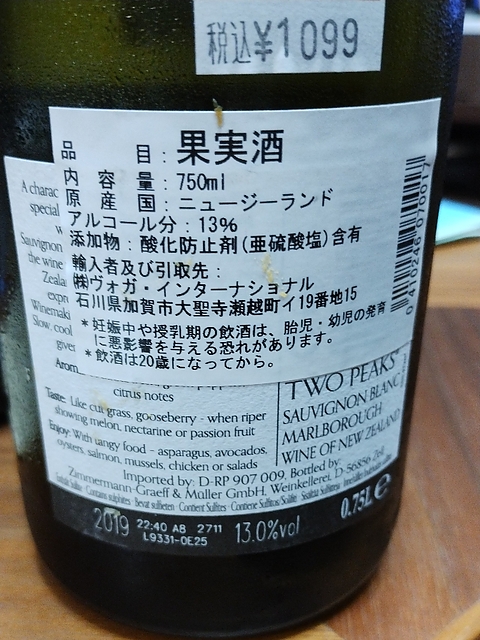 税込¥1099
品目：果実酒
内容量：750ml
原産国：ニュージーランド
アルコール分：13%
添加物：酸化防止剤(亜硫酸塩)含有
輸入者及び引取先：
㈱ヴォガ・インターナショナル
石川県加賀市大聖寺瀬越町イ19番地15
*妊娠中や授乳期の飲酒は、胎児・幼児の発育
に悪影響を与える恐れがあります。
*飲酒は20歳になってから。
A charac
special
Sauvignon
the wine
Zeala
expr
Winemaki
Slow, cool
giver
Arom
citrus notes
Taste: Like cut grass, gooseberry - when riper
showing melon, nectarine or passion fruit
Enjoy: With tangy food - asparagus, avocados,
oysters, salmon, mussels, chicken or salads
TWO PEAKS
SAUVIGNON BLANC
MARLBOROUGH
WINE OF NEW ZEALAND
Imported by: D-RP 907 009, Bottled by:
Zimmermann-Graeff & Müller GmbH, Weinkellerei, D 56856 Zell
2019 22:40 A8 2711 13.0%vol 0.75L e
L9331-0E25